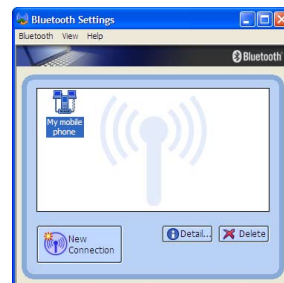 Bluetooth Settings
Bluetooth View Help
Bluetooth
My mobile
phone
New
Connection
Detail...
Delete